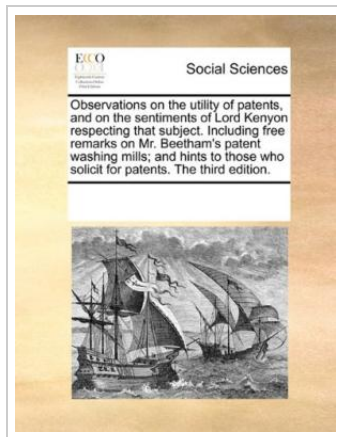 ECCO
Social Sciences
Observations on the utility of patents,
and on the sentiments of Lord Kenyon
respecting that subject. Including free
remarks on Mr. Beetham's patent
washing mills; and hints to those who
solicit for patents. The third edition.